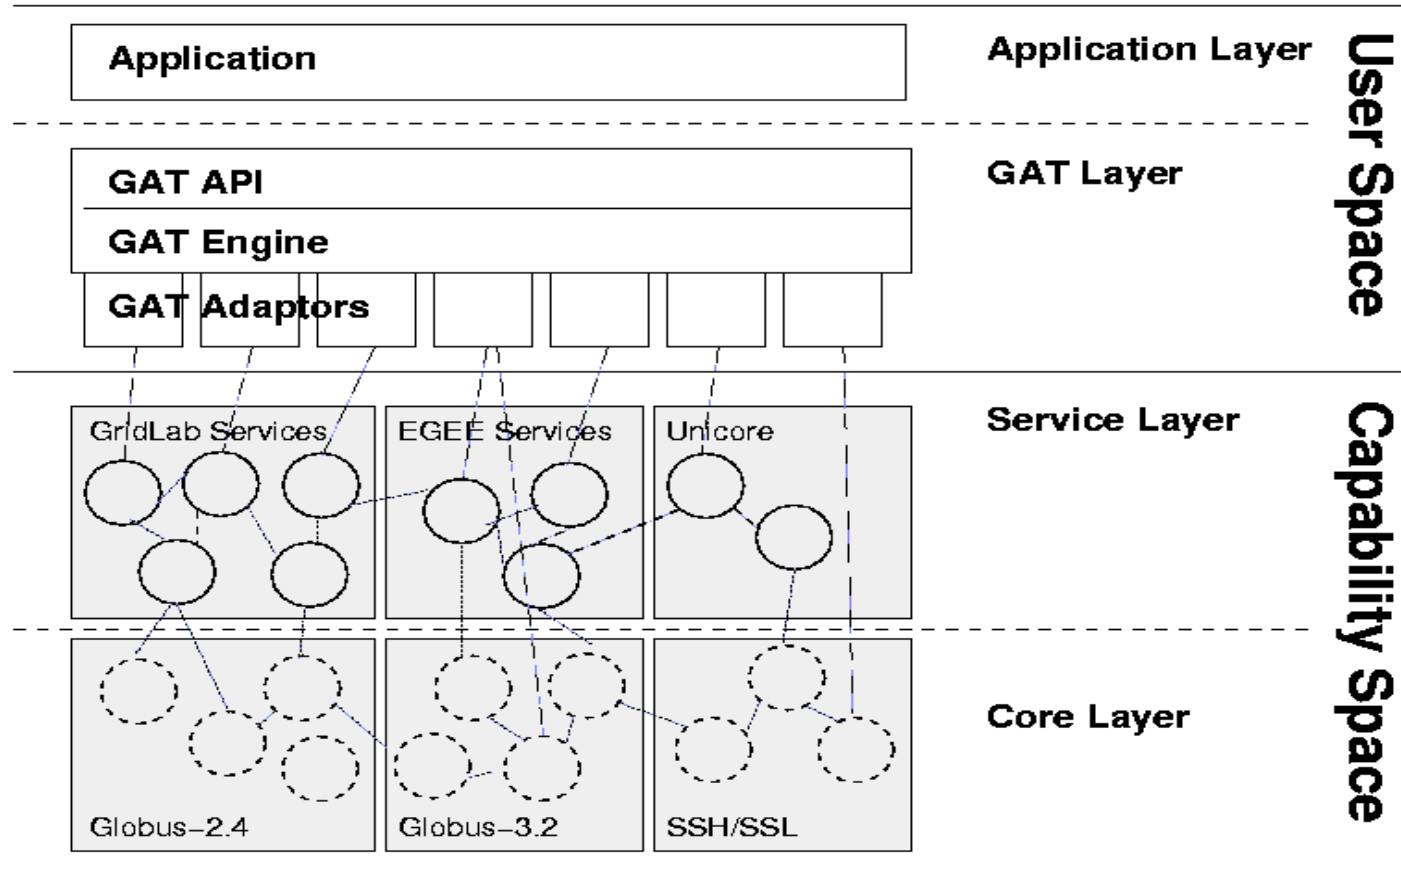 Application
Application Layer
GAT API
GAT Layer
GAT Engine
GAT Adaptors
User Space
GridLab Services
EGEE Services
Unicore
Service Layer
Core Layer
Globus-2.4
Globus-3.2
SSH/SSL
Capability Space